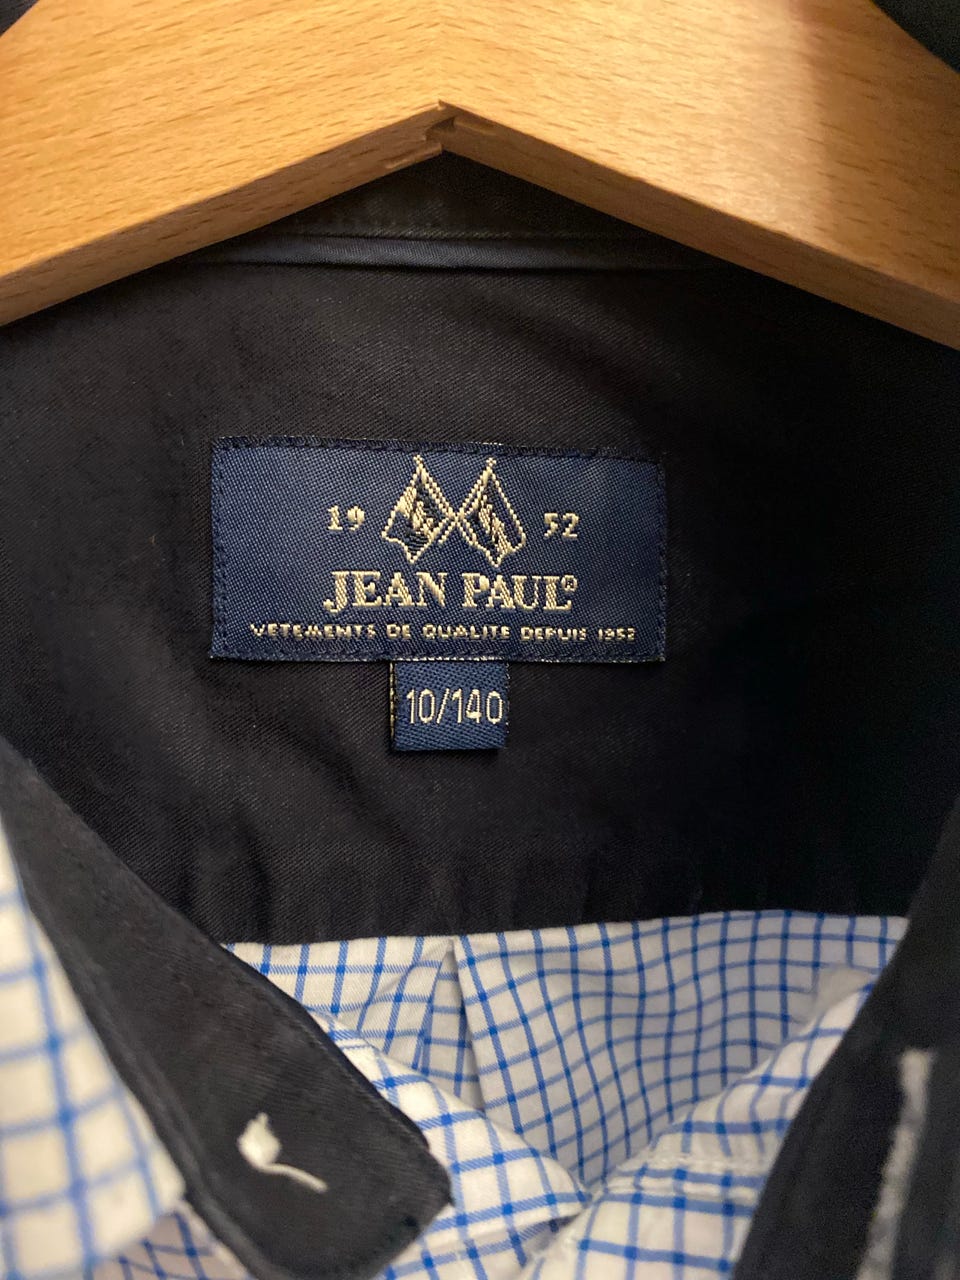 19 52
JEAN PAUL®
VETEMENTS DE QUALITE DEPUIS 1952
10/140